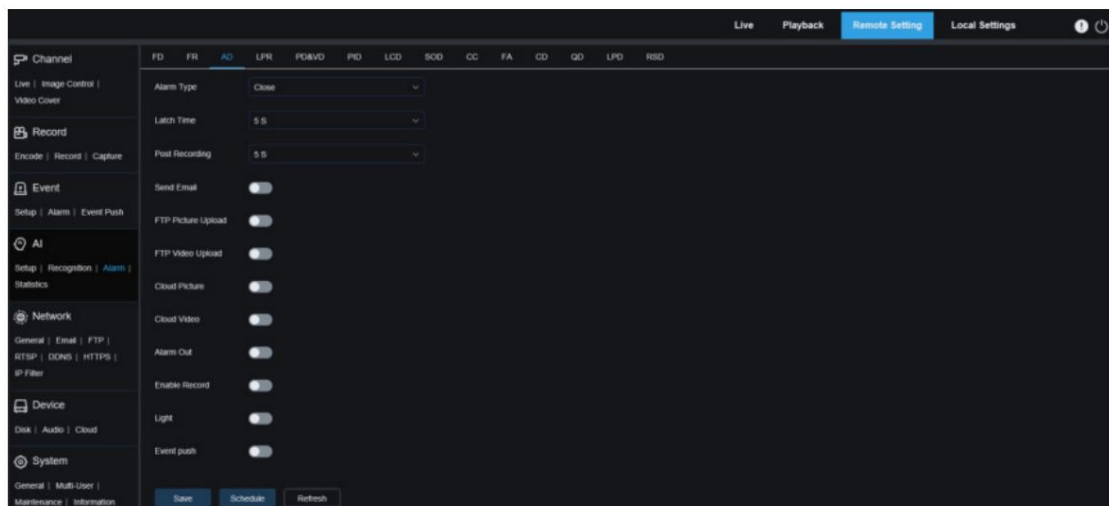 Live Playback Remote Setting Local Settings
Channel
Live | Image Control |
Video Cover
Record
Encode | Record | Capture
Event
Setup | Alarm | Event Push
AI
Setup | Recognition | Alarm |
Statistics
Network
General | Email | FTP |
RTSP | DDNS | HTTPS |
IP Filter
Device
Disk | Audio | Cloud
System
General | Multi-User |
Maintenance | Information
FD FR AD LPR PD&VD PID LCD SOD CC FA CD QD LPD RSD
Alarm Type Close
Latch Time 5 S
Post Recording 5 S
Send Email
FTP Picture Upload
FTP Video Upload
Cloud Picture
Cloud Video
Alarm Out
Enable Record
Light
Event push
Save Schedule Refresh